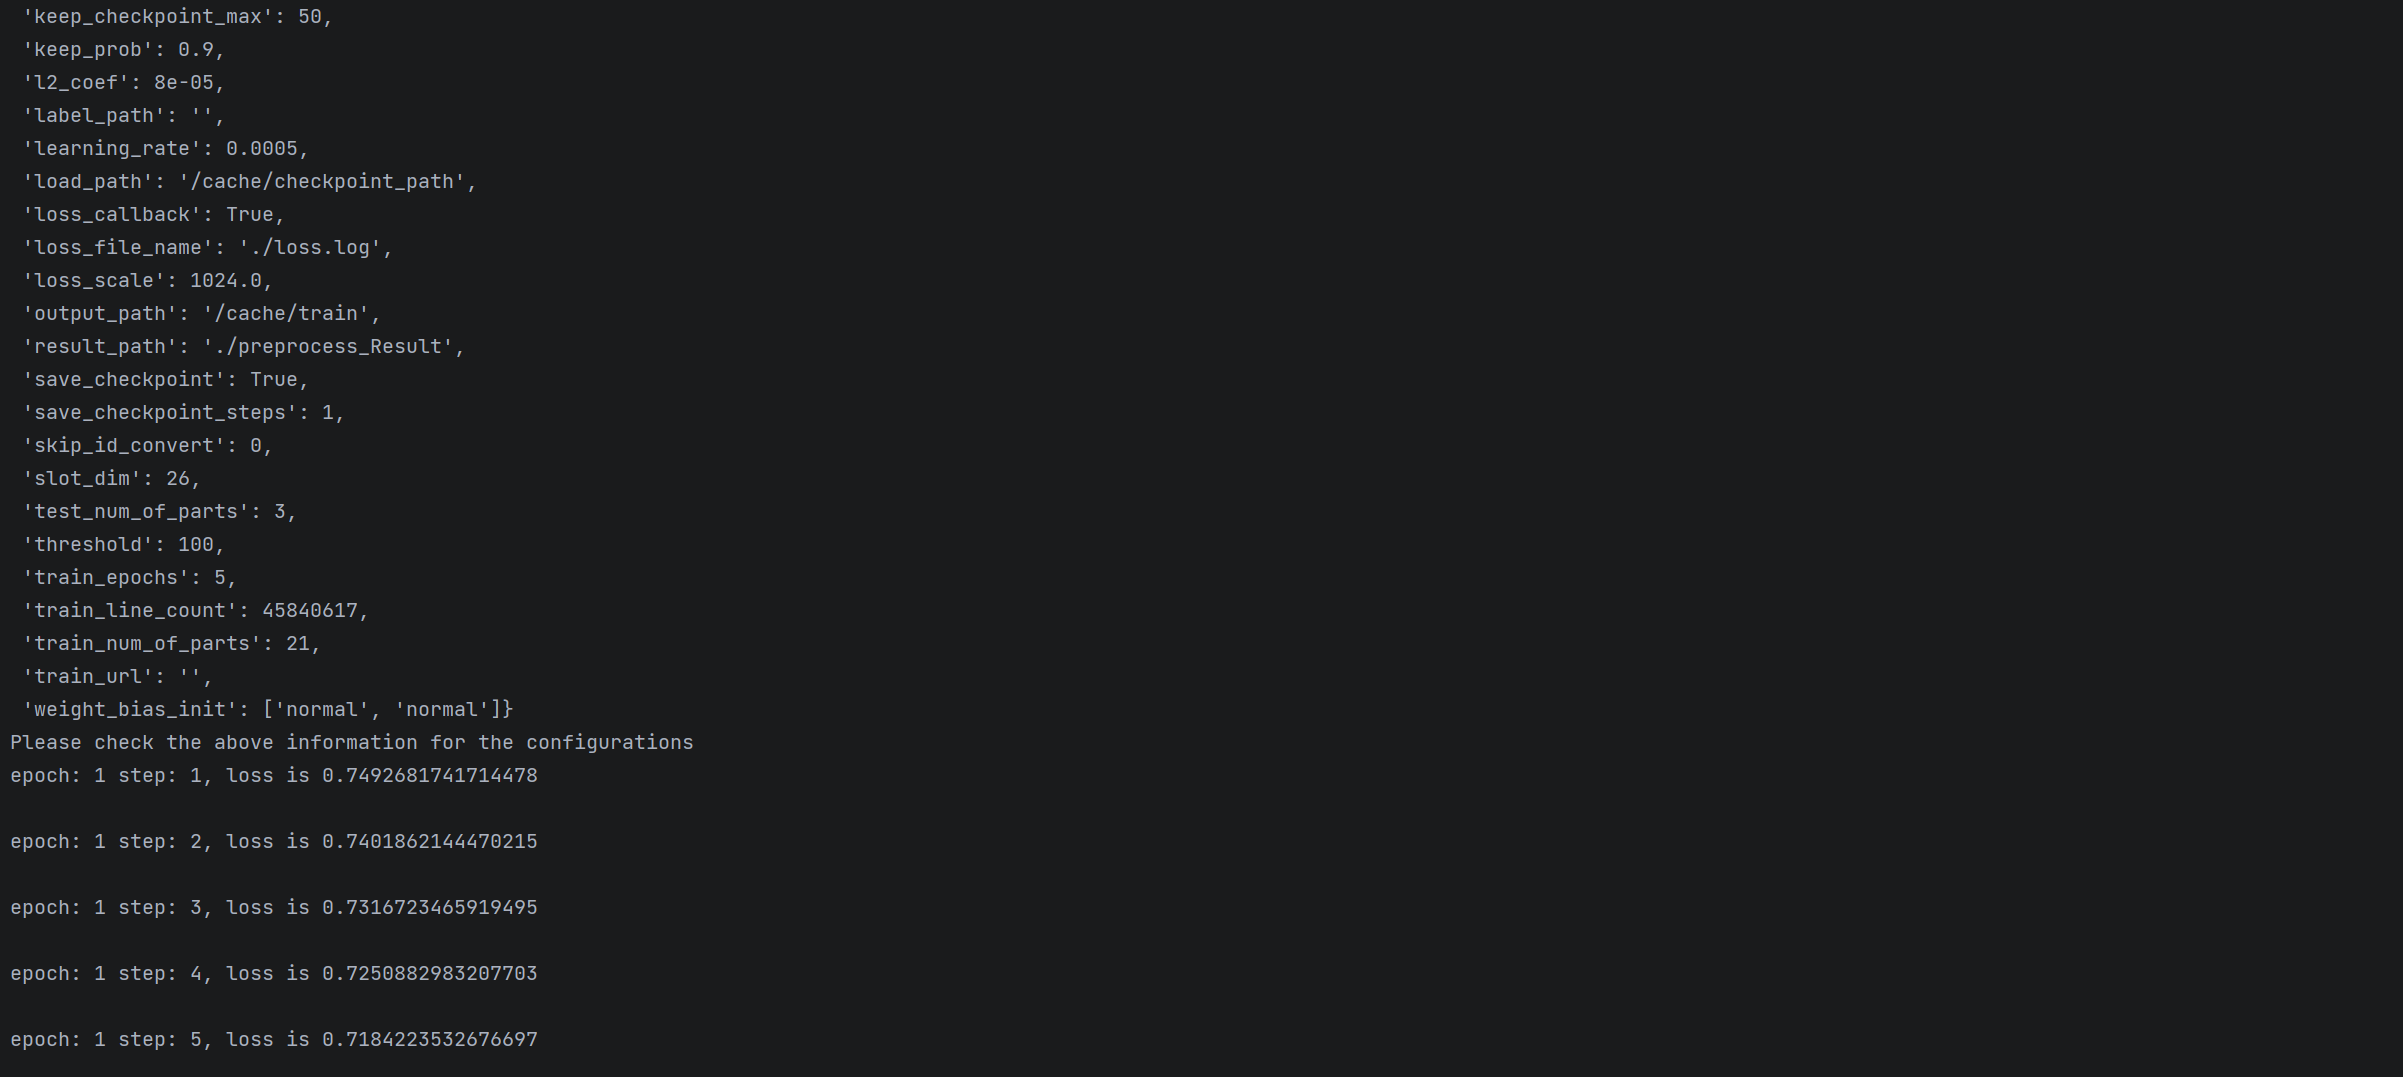 'keep_checkpoint_max': 50,
'keep_prob': 0.9,
'l2_coef': 8e-05,
'label_path': '',
'learning_rate': 0.0005,
'load_path': '/cache/checkpoint_path',
'loss_callback': True,
'loss_file_name': './loss.log',
'loss_scale': 1024.0,
'output_path': '/cache/train',
'result_path': './preprocess_Result',
'save_checkpoint': True,
'save_checkpoint_steps': 1,
'skip_id_convert': 0,
'slot_dim': 26,
'test_num_of_parts': 3,
'threshold': 100,
'train_epochs': 5,
'train_line_count': 45840617,
'train_num_of_parts': 21,
'train_url': '',
'weight_bias_init': ['normal', 'normal']}
Please check the above information for the configurations
epoch: 1 step: 1, loss is 0.7492681741714478
epoch: 1 step: 2, loss is 0.7401862144470215
epoch: 1 step: 3, loss is 0.7316723465919495
epoch: 1 step: 4, loss is 0.7250882983207703
epoch: 1 step: 5, loss is 0.7184223532676697